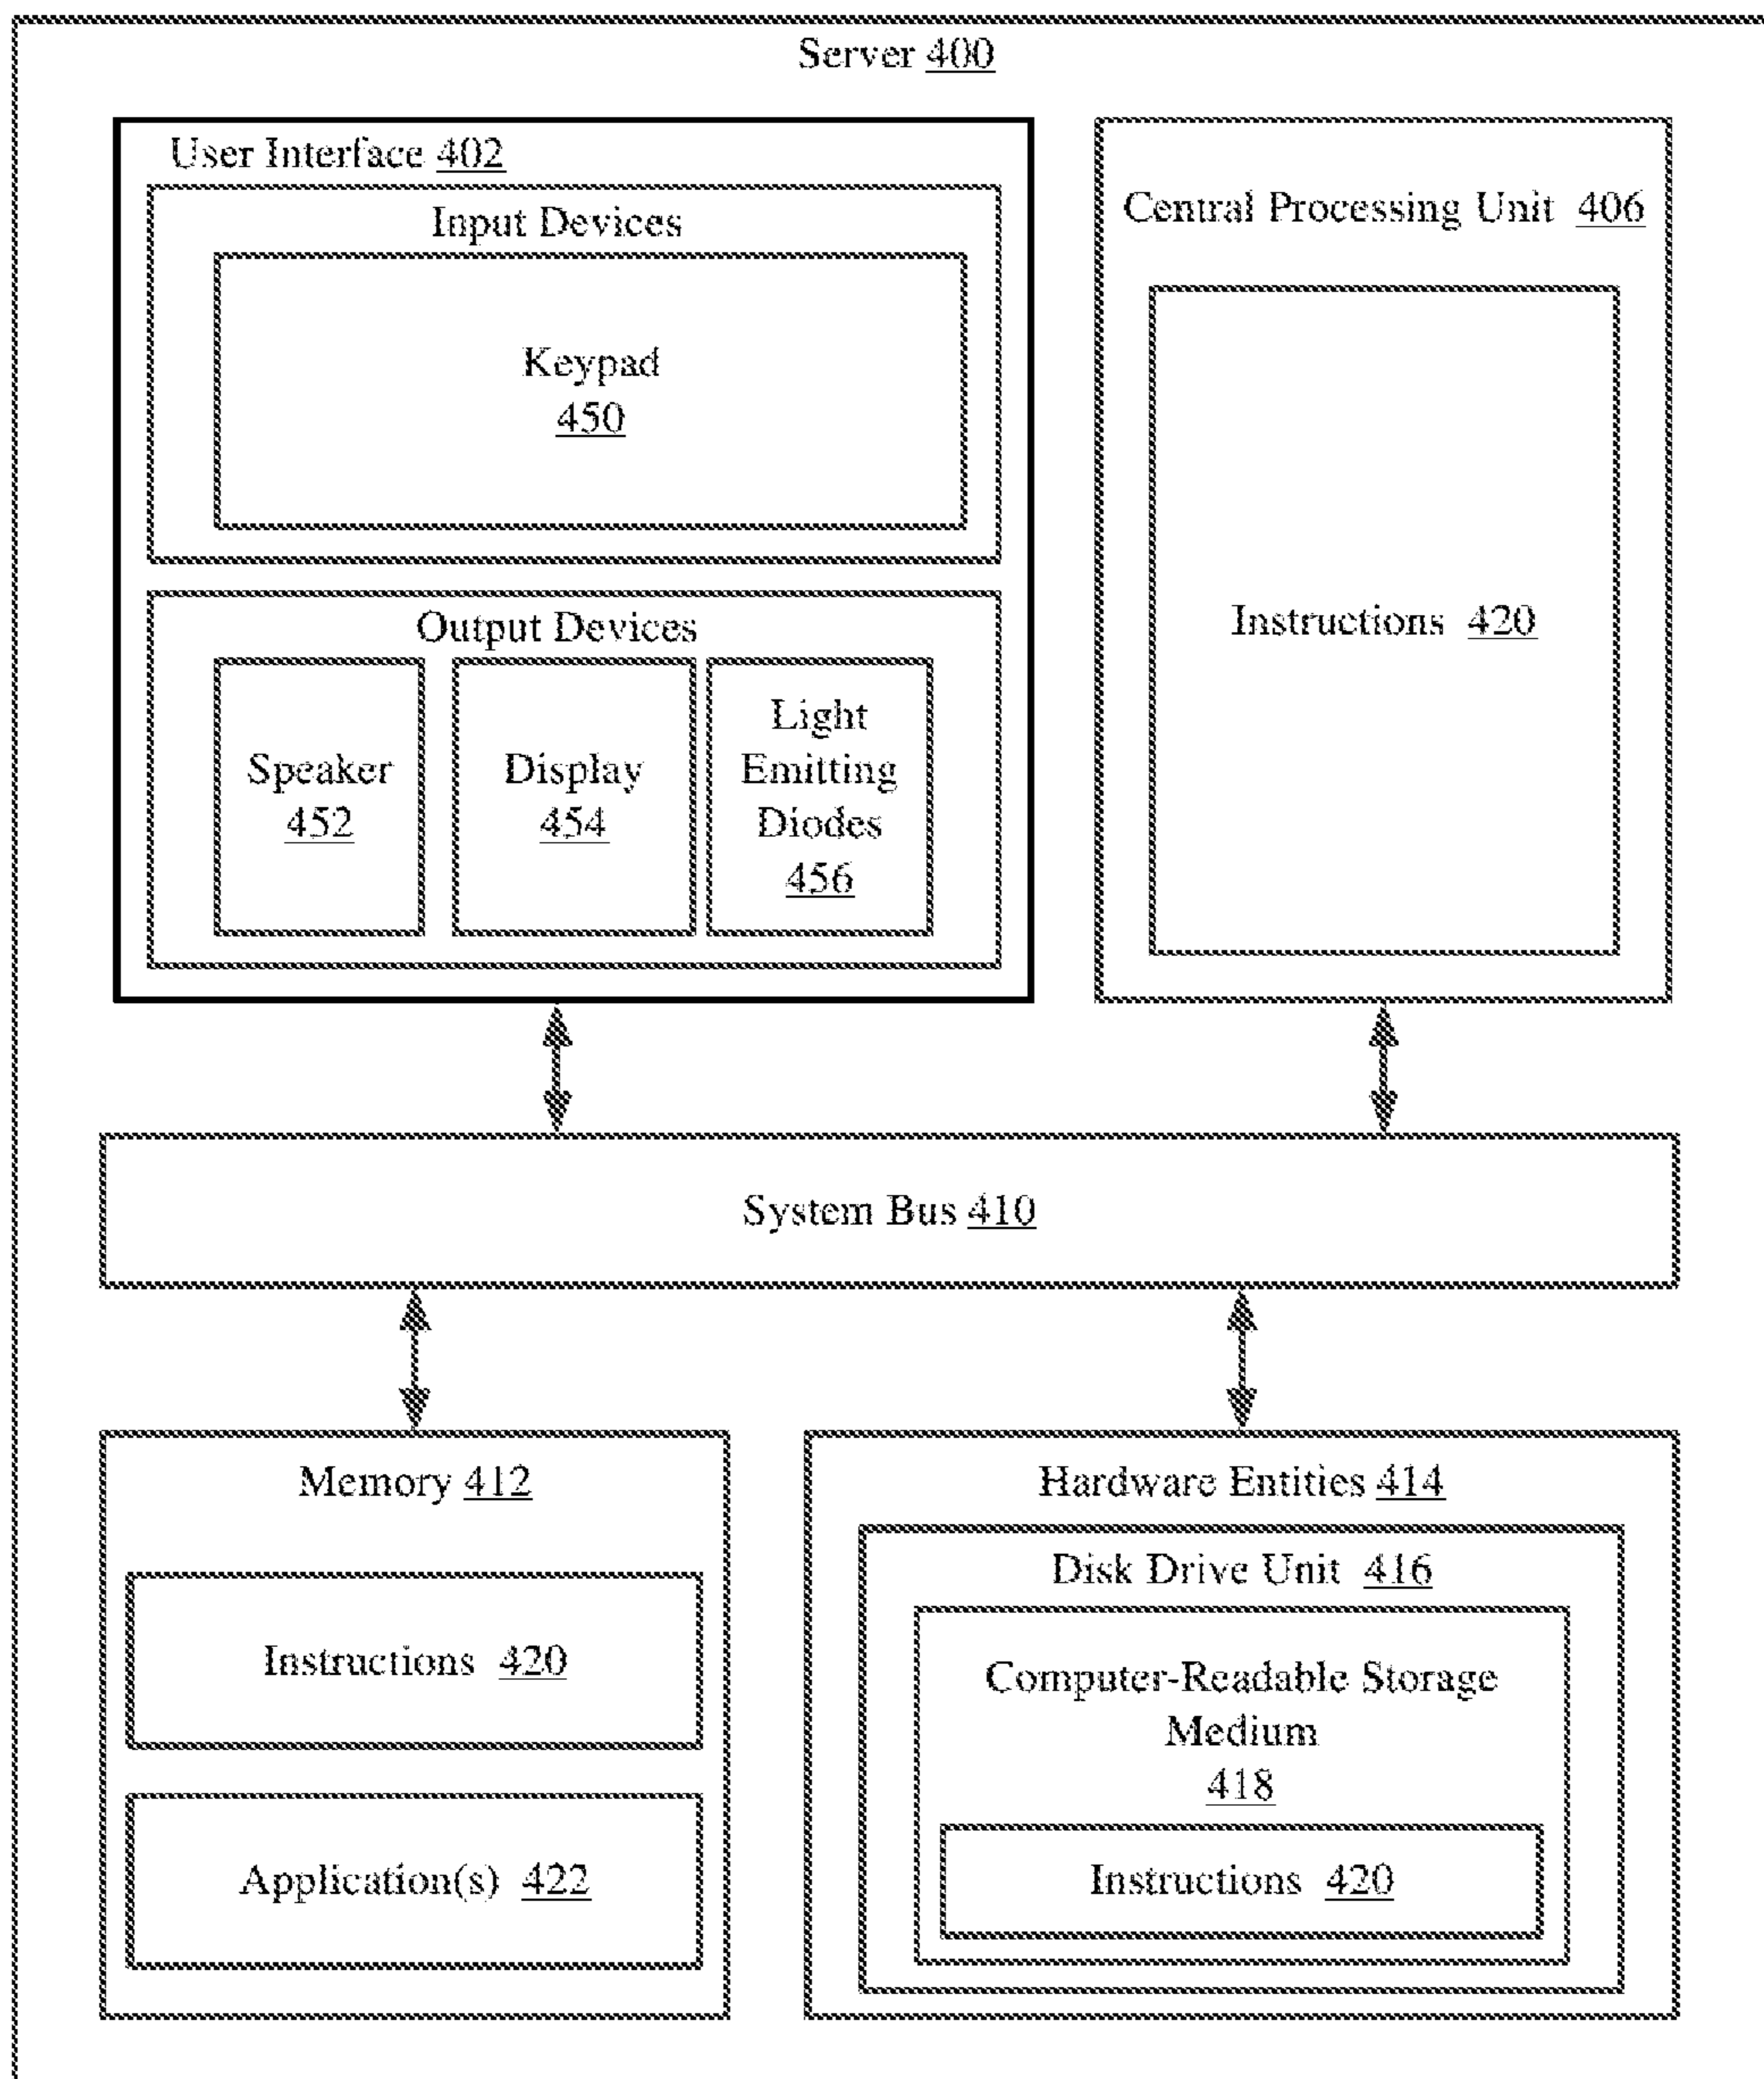 Server 400
User Interface 402
Input Devices
Keypad
450
Output Devices
Speaker
452
Display
454
Light
Emitting
Diodes
456
Central Processing Unit 406
Instructions 420
System Bus 410
Memory 412
Instructions 420
Application(s) 422
Hardware Entities 414
Disk Drive Unit 416
Computer-Readable Storage
Medium
418
Instructions 420